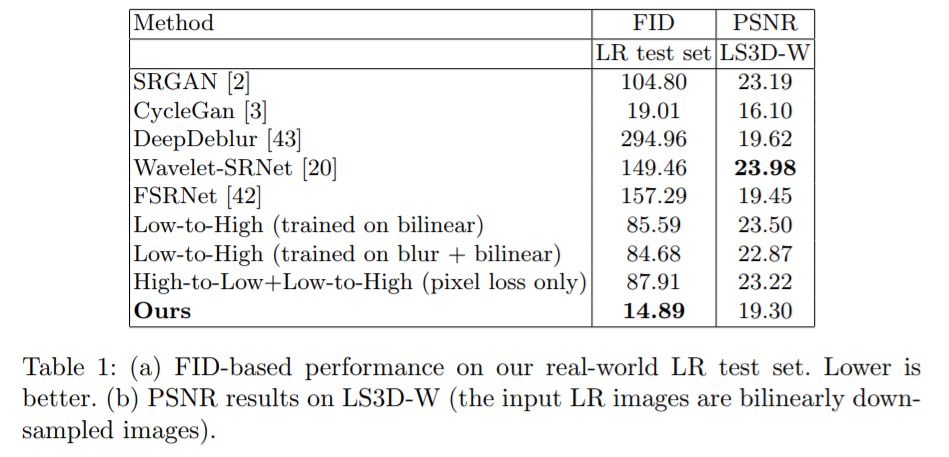 Method FID PSNR
LR test set LS3D-W
SRGAN [2] 104.80 23.19
CycleGan [3] 19.01 16.10
DeepDeblur [43] 294.96 19.62
Wavelet-SRNet [20] 149.46 23.98
FSRNet [42] 157.29 19.45
Low-to-High (trained on bilinear) 85.59 23.50
Low-to-High (trained on blur + bilinear) 84.68 22.87
High-to-Low+Low-to-High (pixel loss only) 87.91 23.22
Ours 14.89 19.30
Table 1: (a) FID-based performance on our real-world LR test set. Lower is
better. (b) PSNR results on LS3D-W (the input LR images are bilinearly down-
sampled images).